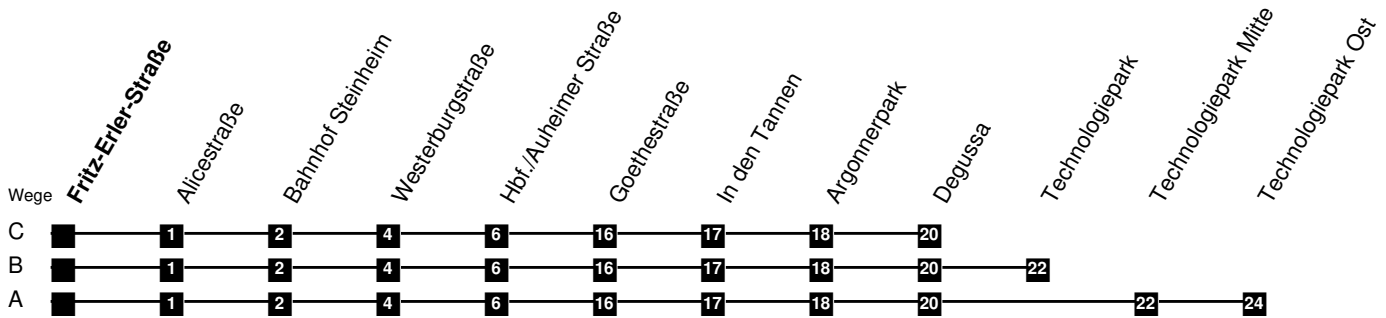 Fritz-Erler-Straße
Alicestraße
Bahnhof Steinheim
Westerburgstraße
Hbf./Auheimer Straße
Goethestraße
In den Tannen
Argonnerpark
Degussa
Technologiepark
Technologiepark Mitte
Technologiepark Ost
Wege
C 1 2 4 6 16 17 18 20
B 1 2 4 6 16 17 18 20 22
A 1 2 4 6 16 17 18 20 22 24